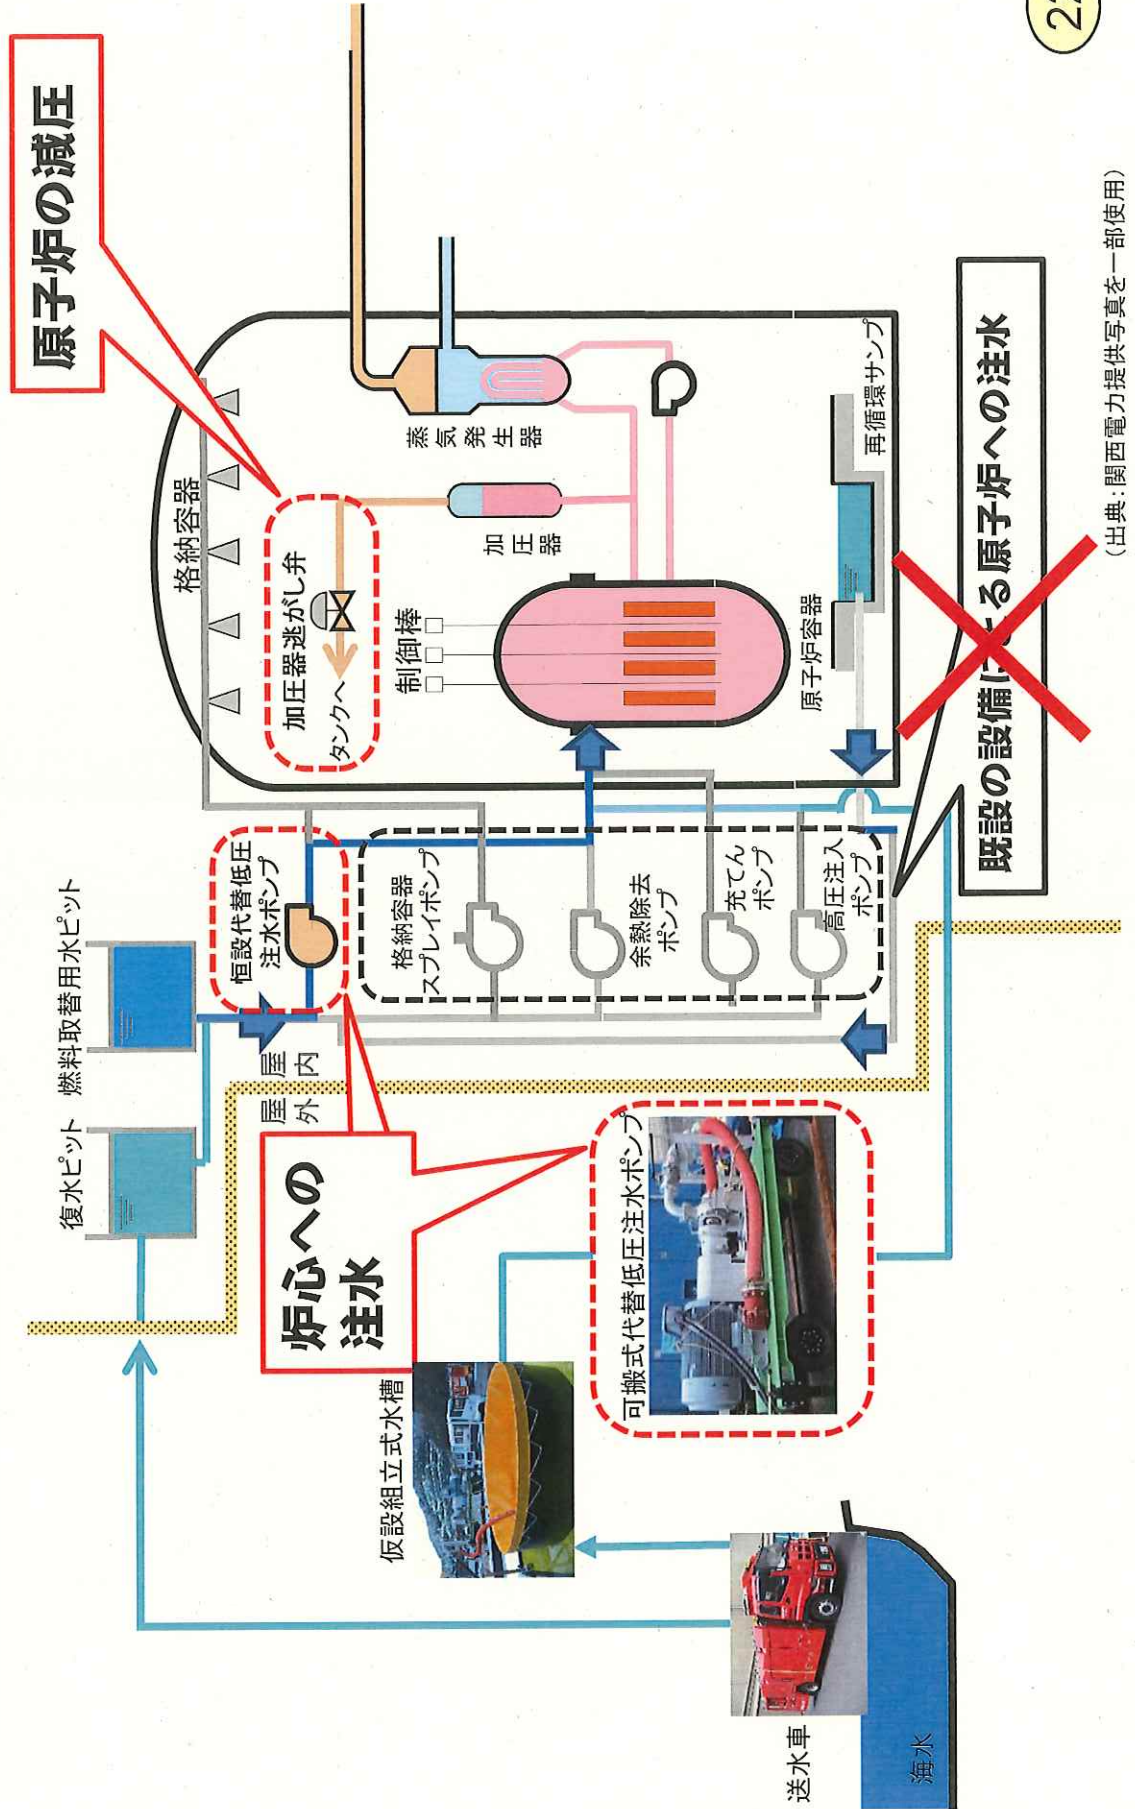 原子炉の減圧
格納容器
加圧器逃がし弁
タンクへ
制御棒
加圧器
蒸気発生器
原子炉容器
再循環サンプ
復水ピット
燃料取替用水ピット
恒設代替低圧
注水ポンプ
屋外
屋内
格納容器
スプレイポンプ
余熱除去
ポンプ
充てん
ポンプ
高圧注入
ポンプ
炉心への
注水
仮設組立式水槽
可搬式代替低圧注水ポンプ
送水車
海水
既設の設備による原子炉への注水
(出典:関西電力提供写真を一部使用)